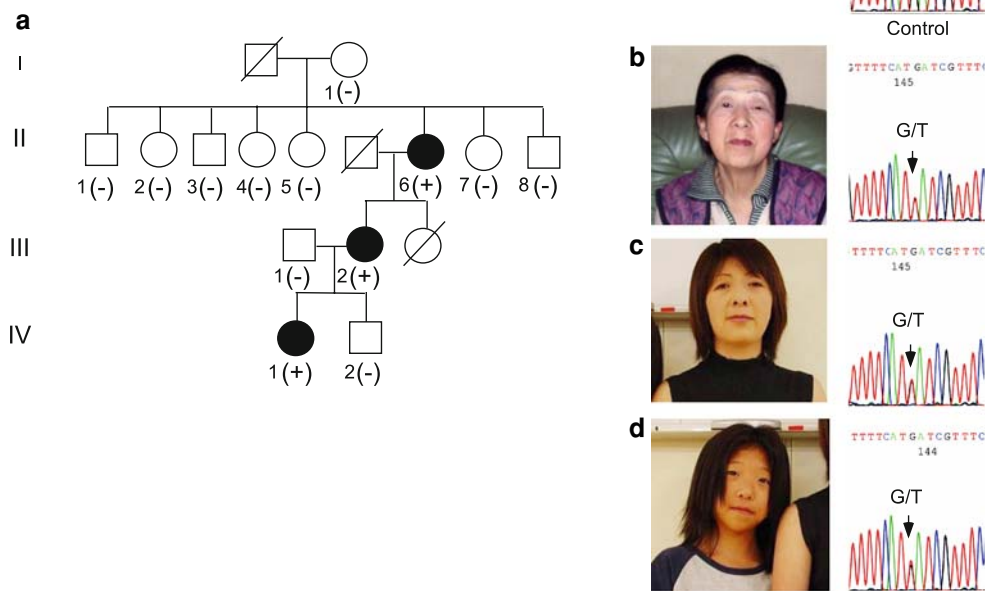 a
I
1 (-)
II
1 (-) 2 (-) 3 (-) 4(-) 5 (-) 6 (+) 7 (-) 8 (-)
III
1 (-) 2 (+)
IV
1 (+) 2(-)
Control
b
GTTTTCATGATCGTTTC
145
G/T
c
TTTTCATGATCGTTTC
145
G/T
d
TTTTCATGATCGTTTC
144
G/T